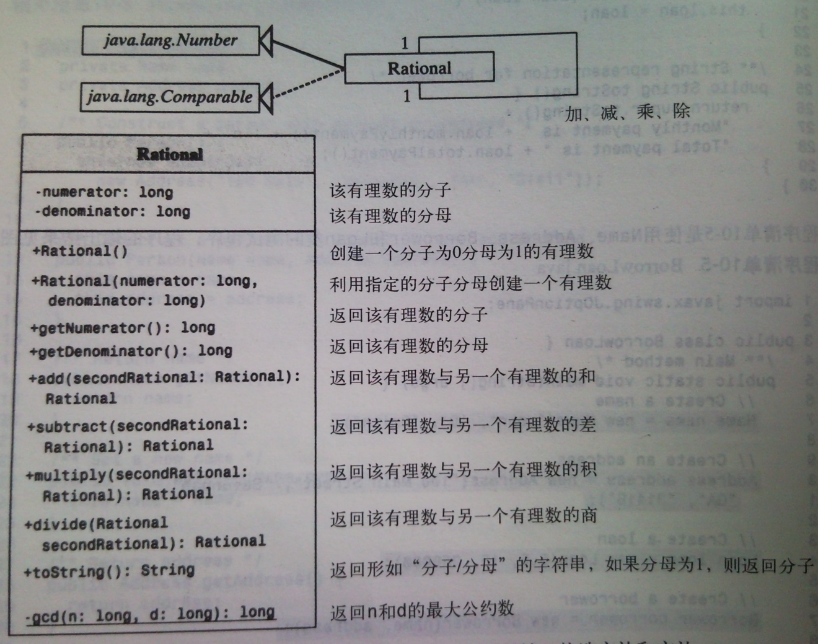 java.lang.Number
java.lang.Comparable
1
Rational
1
加、减、乘、除
Rational
-numerator: long
该有理数的分子
-denominator: long
该有理数的分母
+Rational()
创建一个分子为0分母为1的有理数
+Rational(numerator: long,
denominator: long)
利用指定的分子分母创建一个有理数
+getNumerator(): long
返回该有理数的分子
+getDenominator(): long
返回该有理数的分母
+add(secondRational: Rational):
Rational
返回该有理数与另一个有理数的和
+subtract(secondRational:
Rational): Rational
返回该有理数与另一个有理数的差
+multiply(secondRational:
Rational): Rational
返回该有理数与另一个有理数的积
+divide(Rational
secondRational): Rational
返回该有理数与另一个有理数的商
+toString(): String
返回形如“分子/分母”的字符串，如果分母为1，则返回分子
-gcd(n: long, d: long): long
返回n和d的最大公约数